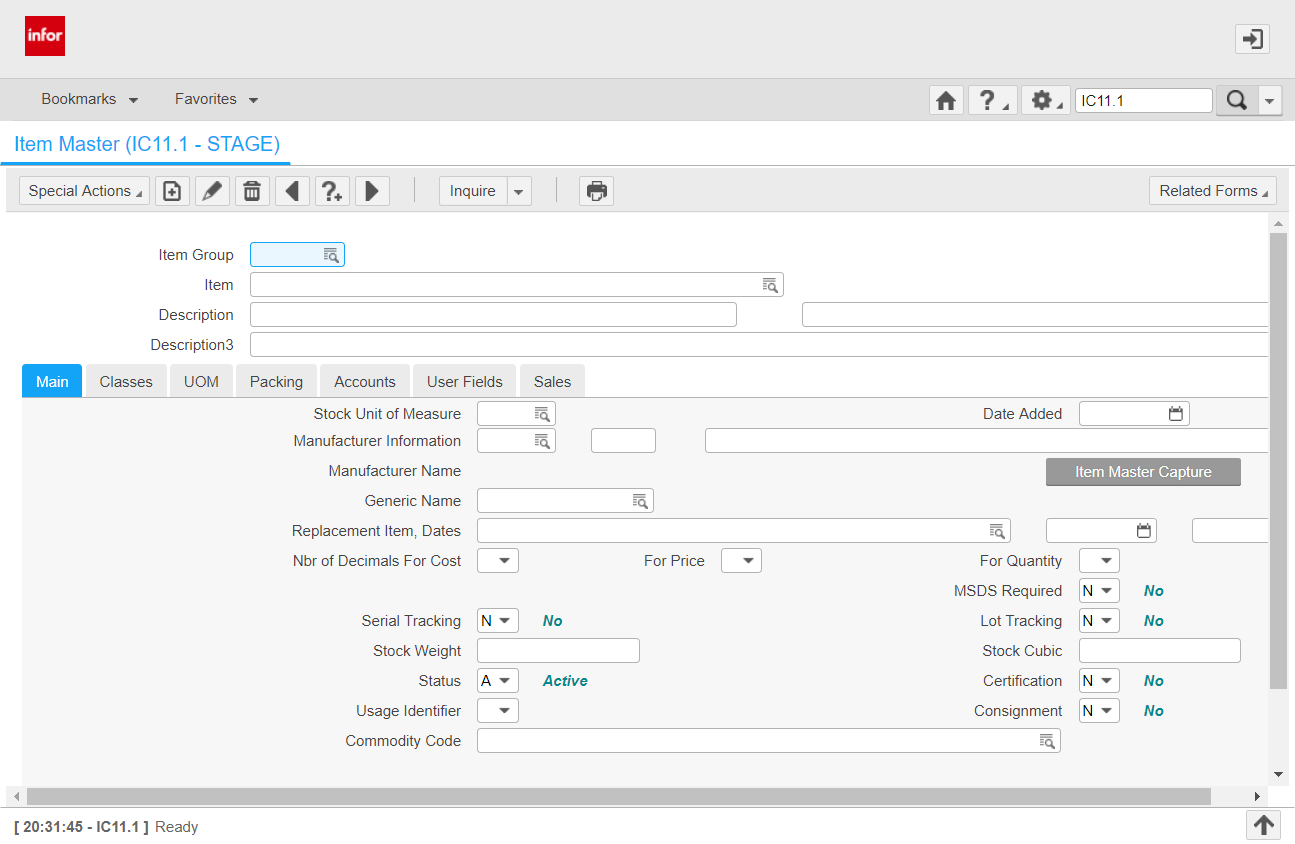 infor
Bookmarks Favorites ? IC11.1
Item Master (IC11.1 - STAGE)
Special Actions ?+ Inquire Related Forms
Item Group
Item
Description
Description3
Main Classes UOM Packing Accounts User Fields Sales
Stock Unit of Measure Date Added
Manufacturer Information
Manufacturer Name Item Master Capture
Generic Name
Replacement Item, Dates
Nbr of Decimals For Cost For Price For Quantity
MSDS Required N No
Serial Tracking N No Lot Tracking N No
Stock Weight Stock Cubic
Status A Active Certification N No
Usage Identifier Consignment N No
Commodity Code
[ 20:31:45 - IC11.1 ] Ready